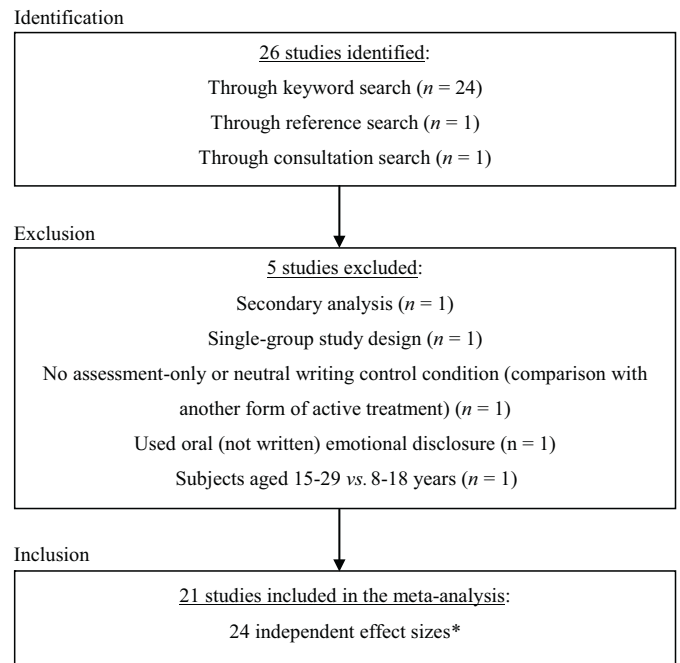 Identification
26 studies identified:
Through keyword search (n = 24)
Through reference search (n = 1)
Through consultation search (n = 1)
Exclusion
5 studies excluded:
Secondary analysis (n = 1)
Single-group study design (n = 1)
No assessment-only or neutral writing control condition (comparison with
another form of active treatment) (n = 1)
Used oral (not written) emotional disclosure (n = 1)
Subjects aged 15-29 vs. 8-18 years (n = 1)
Inclusion
21 studies included in the meta-analysis:
24 independent effect sizes*